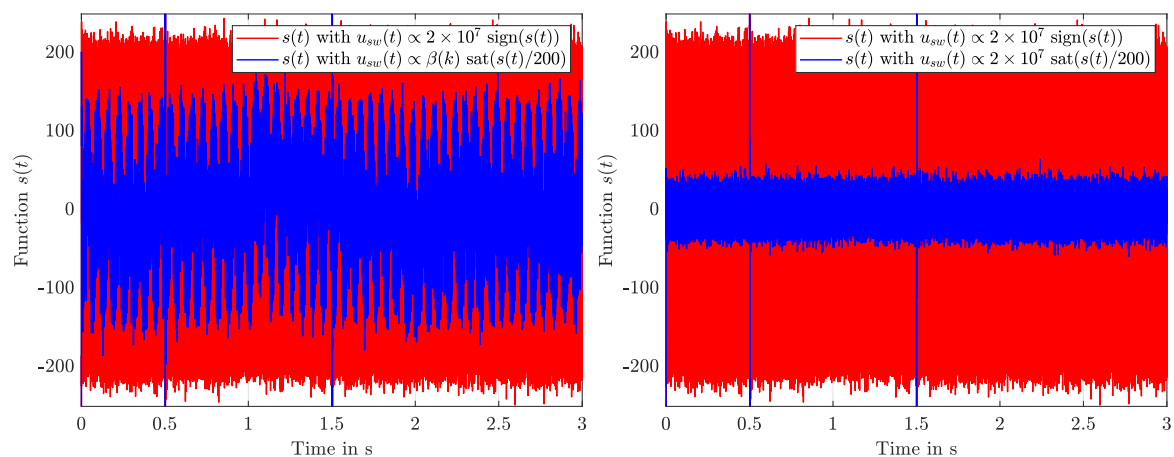 s(t) with u_sw(t) ∝ 2 × 10^7 sign(s(t))
s(t) with u_sw(t) ∝ β(k) sat(s(t)/200)
Function s(t)
200
100
0
-100
-200
0 0.5 1 1.5 2 2.5 3
Time in s
s(t) with u_sw(t) ∝ 2 × 10^7 sign(s(t))
s(t) with u_sw(t) ∝ 2 × 10^7 sat(s(t)/200)
Function s(t)
200
100
0
-100
-200
0 0.5 1 1.5 2 2.5 3
Time in s